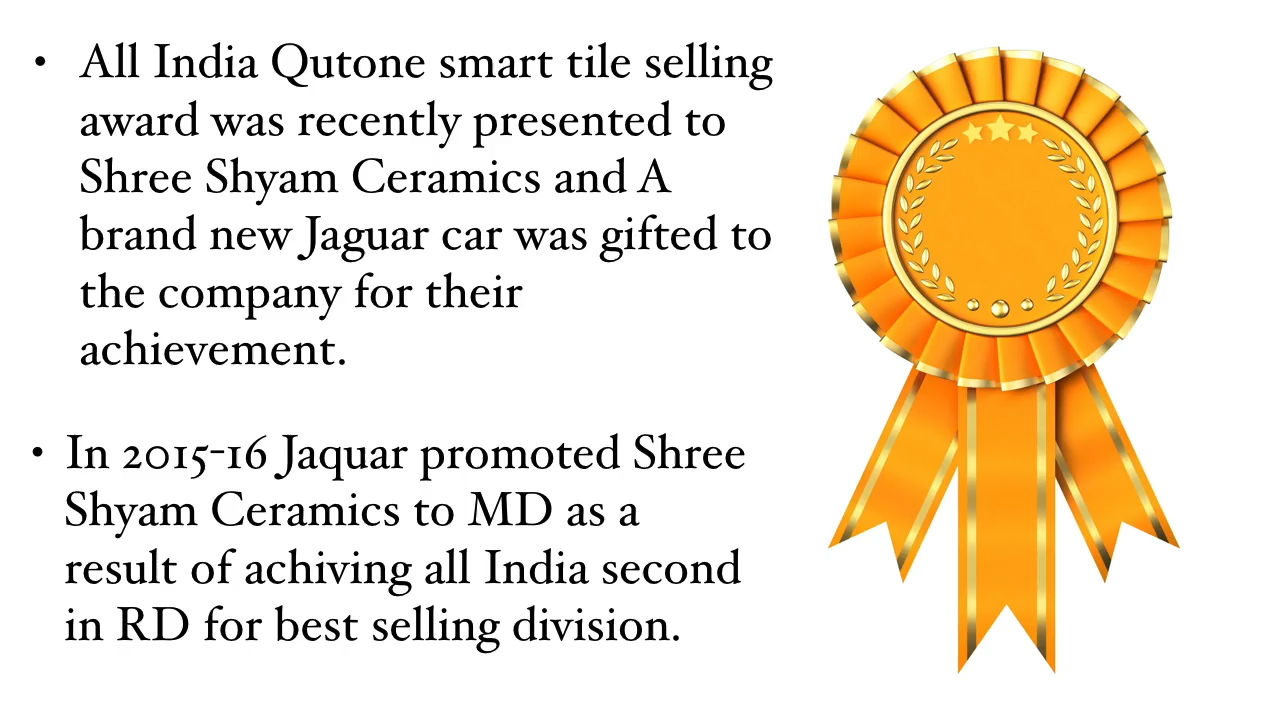 • All India Qutone smart tile selling
award was recently presented to
Shree Shyam Ceramics and A
brand new Jaguar car was gifted to
the company for their
achievement.
• In 2015-16 Jaquar promoted Shree
Shyam Ceramics to MD as a
result of achiving all India second
in RD for best selling division.